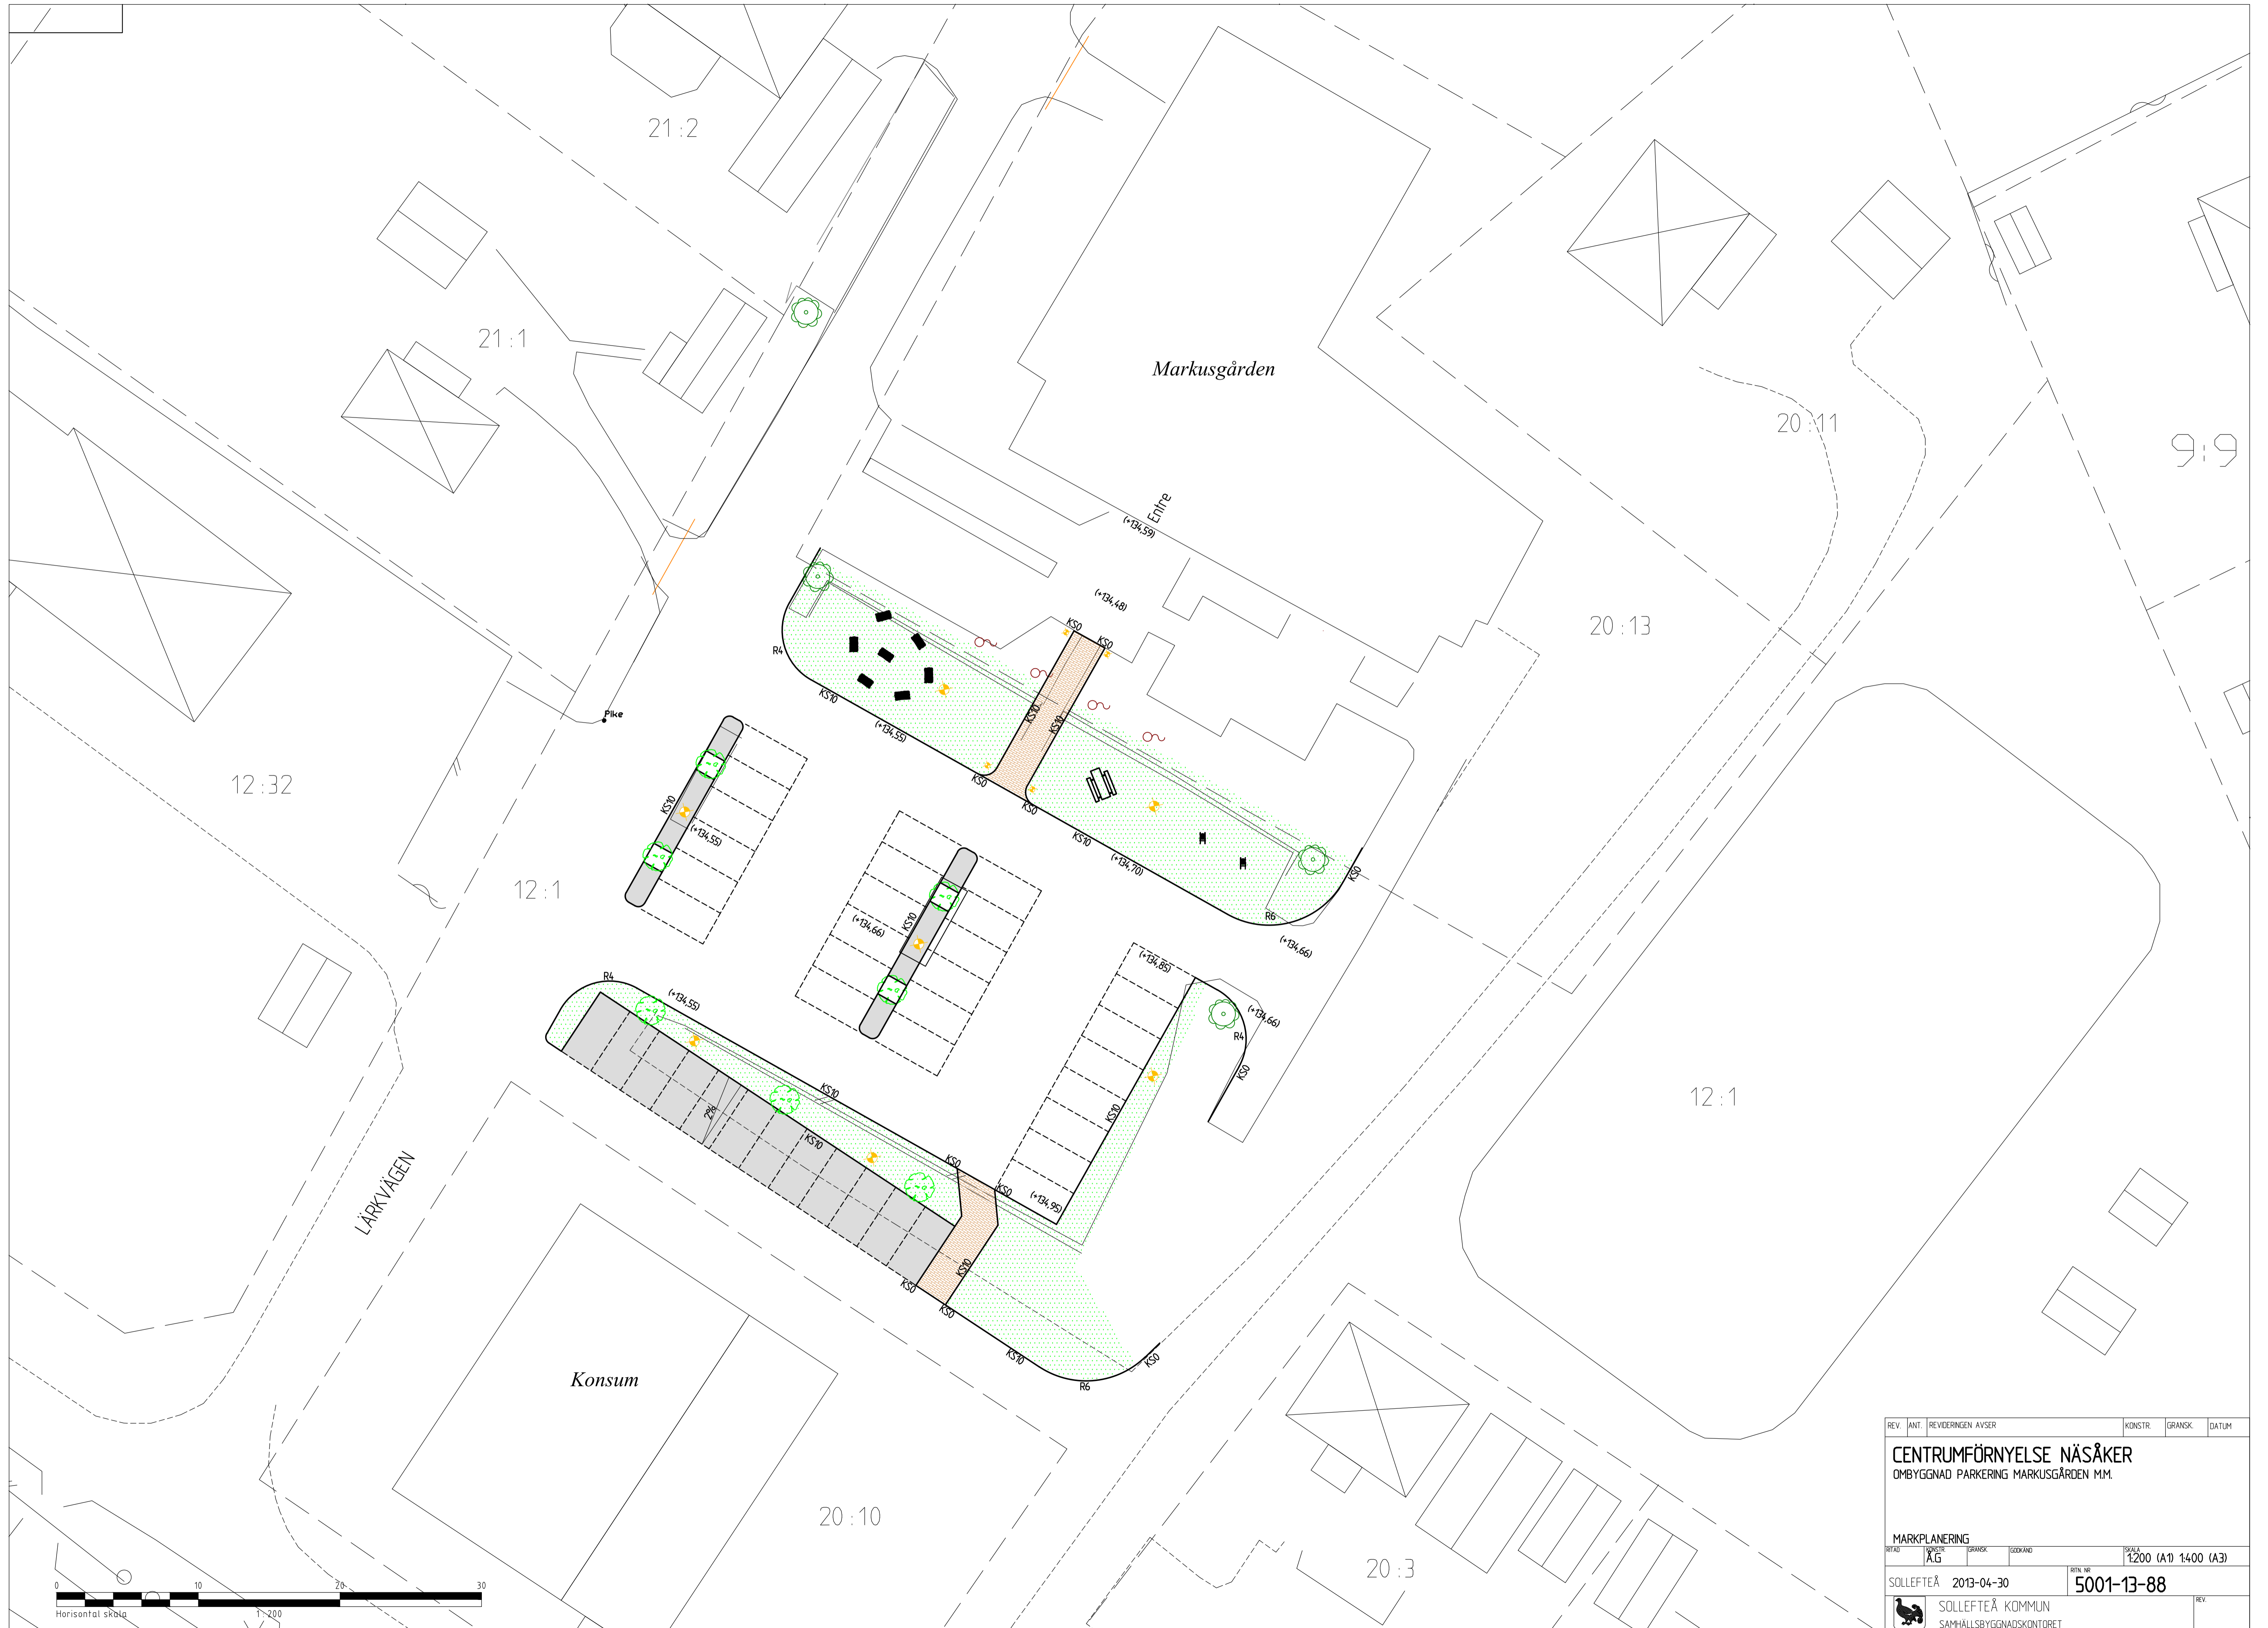 21:2
21:1
Markusgården
20:11
9:9
Entre
(+134,59)
(+134,48)
20:13
KS0
KS0
R4
KS10
KS10
KS10
(+134,55)
Pike
KS0
KS0
12:32
KS10
(+134,55)
KS10
(+134,70)
KS0
12:1
KS10
(+134,66)
R6
(+134,66)
(+134,85)
R4
(+134,55)
(+134,66)
R4
KS0
12:1
KS10
KS10
2%
KS10
KS0
KS0
(+134,95)
LÄRKVÄGEN
KS10
KS0
KS0
KS10
KS0
R6
Konsum
20:10
20:3
0 10 20 30
Horisontal skala 1:200
REV. ANT. REVIDERINGEN AVSER KONSTR. GRANSK. DATUM
CENTRUMFÖRNYELSE NÄSÅKER
OMBYGGNAD PARKERING MARKUSGÅRDEN M.M.
MARKPLANERING
RITAD KONSTR. GRANSK. GODKÄND SKALA
Å.G 1:200 (A1) 1:400 (A3)
SOLLEFTEÅ 2013-04-30
RITN. NR
5001-13-88
SOLLEFTEÅ KOMMUN
REV.
SAMHÄLLSBYGGNADSKONTORET